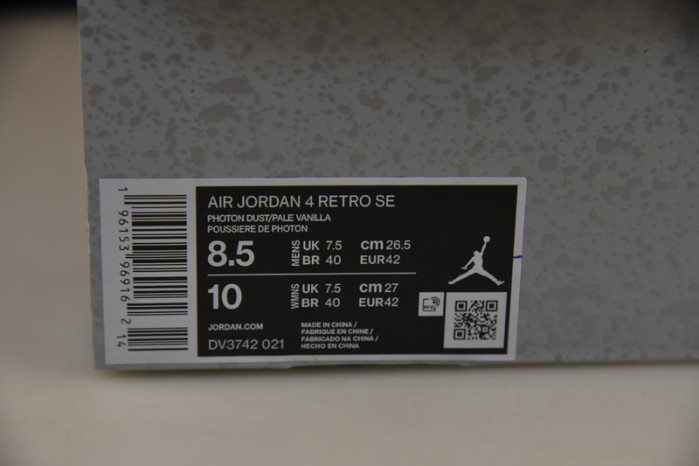 1 96153 96916 2 14
AIR JORDAN 4 RETRO SE
PHOTON DUST/PALE VANILLA
POUSSIERE DE PHOTON
8.5 MENS UK 7.5 cm 26.5
BR 40 EUR42
10 WMNS UK 7.5 cm 27
BR 40 EUR42
JORDAN.COM
DV3742 021
MADE IN CHINA /
FABRIQUE EN CHINE /
FABRICADO NA CHINA /
HECHO EN CHINA